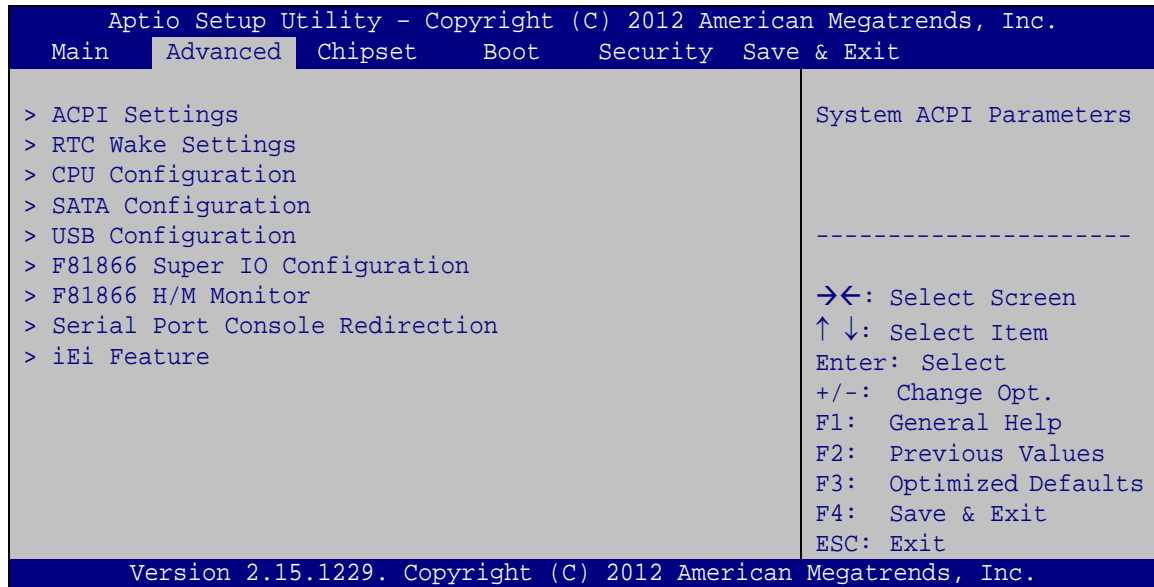 Aptio Setup Utility – Copyright (C) 2012 American Megatrends, Inc.
Main Advanced Chipset Boot Security Save & Exit
> ACPI Settings
> RTC Wake Settings
> CPU Configuration
> SATA Configuration
> USB Configuration
> F81866 Super IO Configuration
> F81866 H/M Monitor
> Serial Port Console Redirection
> iEi Feature
System ACPI Parameters
----------------------
→←: Select Screen
↑ ↓: Select Item
Enter: Select
+/-: Change Opt.
F1: General Help
F2: Previous Values
F3: Optimized Defaults
F4: Save & Exit
ESC: Exit
Version 2.15.1229. Copyright (C) 2012 American Megatrends, Inc.